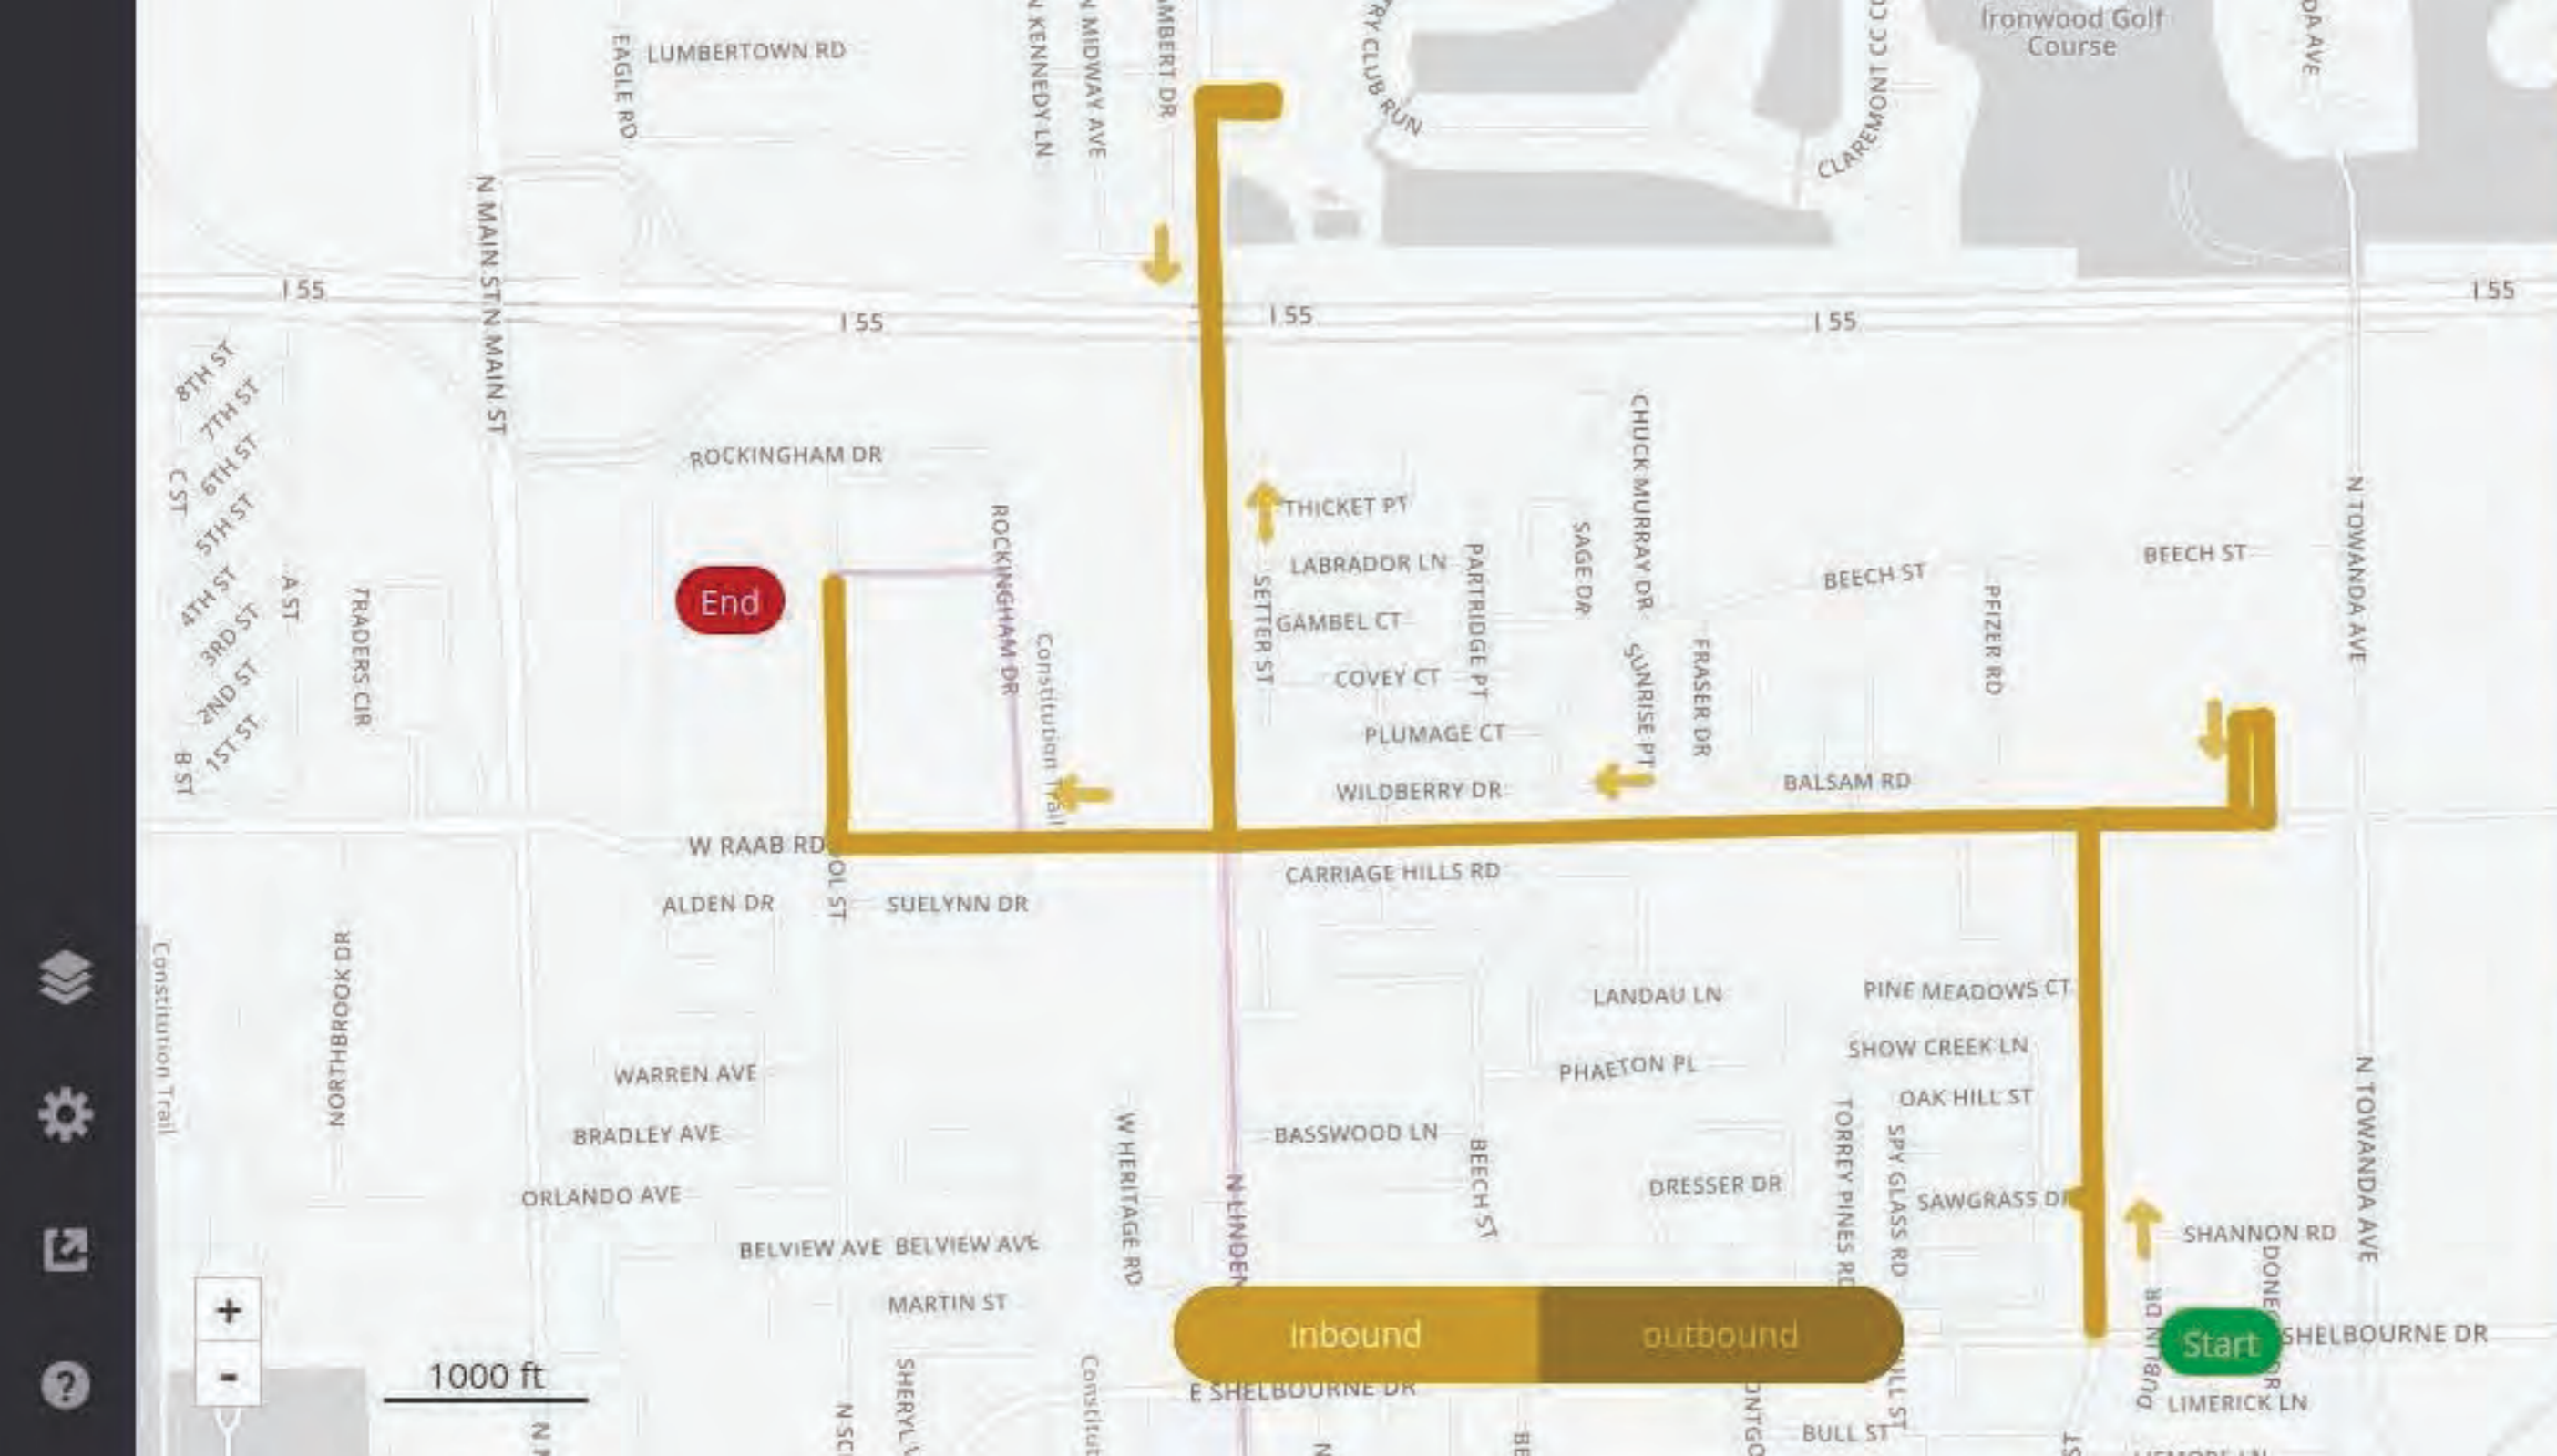 Ironwood Golf
Course
LUMBERTOWN RD
EAGLE RD
N KENNEDY LN
N MIDWAY AVE
CLAREMONT CC
N MAIN ST
N MAIN ST
I 55
I 55
I 55
I 55
I 55
8TH ST
7TH ST
6TH ST
5TH ST
4TH ST
3RD ST
2ND ST
1ST ST
C ST
A ST
B ST
TRADERS CIR
ROCKINGHAM DR
ROCKINGHAM DR
Constitution Trail
End
THICKET PT
LABRADOR LN
GAMBEL CT
COVEY CT
PLUMAGE CT
WILDBERRY DR
SETTER ST
PARTRIDGE PT
SAGE DR
CHUCK MURRAY DR
SUNRISE PT
FRASER DR
BEECH ST
BEECH ST
PFIZER RD
N TOWANDA AVE
BALSAM RD
W RAAB RD
OL ST
ALDEN DR
SUELYNN DR
CARRIAGE HILLS RD
Constitution Trail
NORTHBROOK DR
WARREN AVE
BRADLEY AVE
ORLANDO AVE
BELVIEW AVE
BELVIEW AVE
MARTIN ST
W HERITAGE RD
N LINDEN
BASSWOOD LN
BEECH ST
LANDAU LN
PHAETON PL
DRESSER DR
PINE MEADOWS CT
SHOW CREEK LN
OAK HILL ST
TORREY PINES RD
SPY GLASS RD
SAWGRASS DR
SHANNON RD
N TOWANDA AVE
Inbound
outbound
Start
SHELBOURNE DR
DUBLIN DR
LIMERICK LN
E SHELBOURNE DR
BULL ST
1000 ft
+
-
?